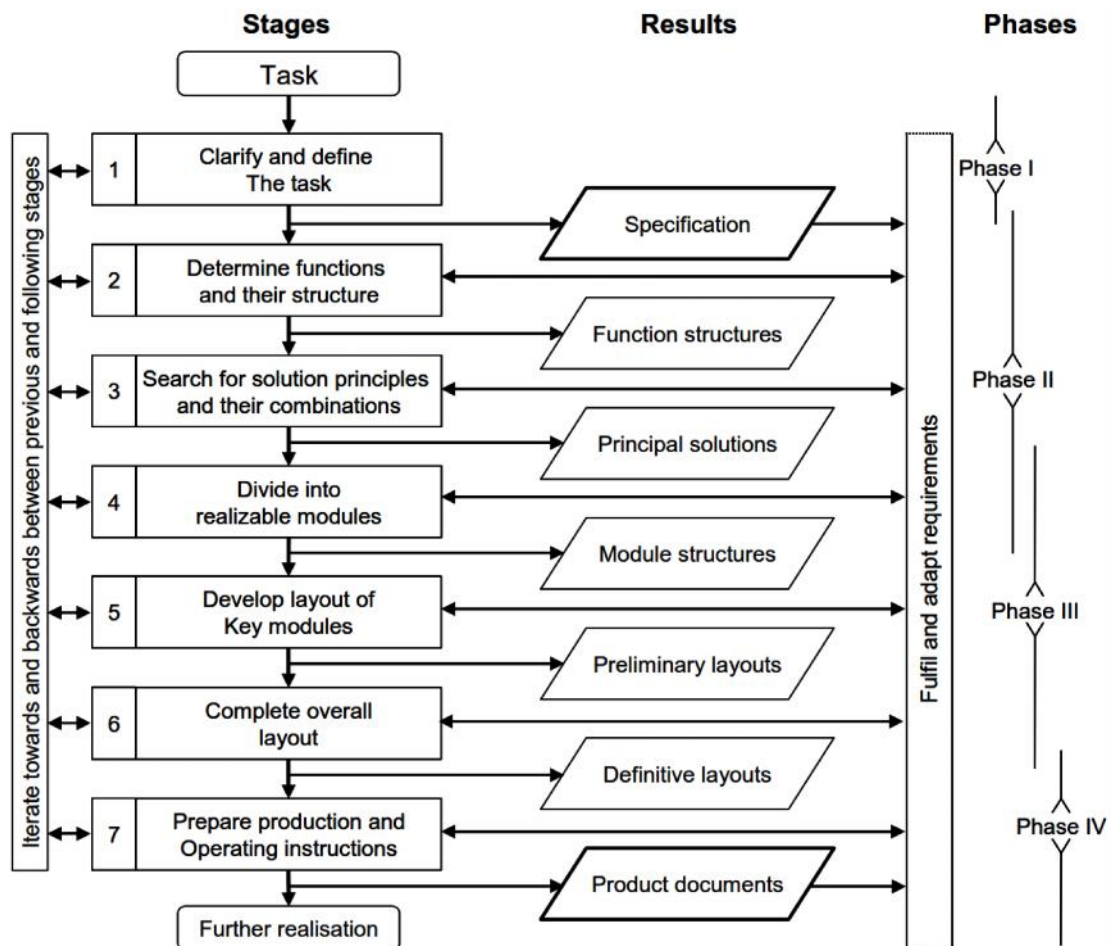 Stages
Results
Phases
Task
1
Clarify and define
The task
Phase I
Specification
2
Determine functions
and their structure
Function structures
3
Search for solution principles
and their combinations
Phase II
Principal solutions
4
Divide into
realizable modules
Module structures
5
Develop layout of
Key modules
Phase III
Preliminary layouts
6
Complete overall
layout
Definitive layouts
7
Prepare production and
Operating instructions
Phase IV
Product documents
Further realisation
Iterate towards and backwards between previous and following stages
Fulfil and adapt requirements